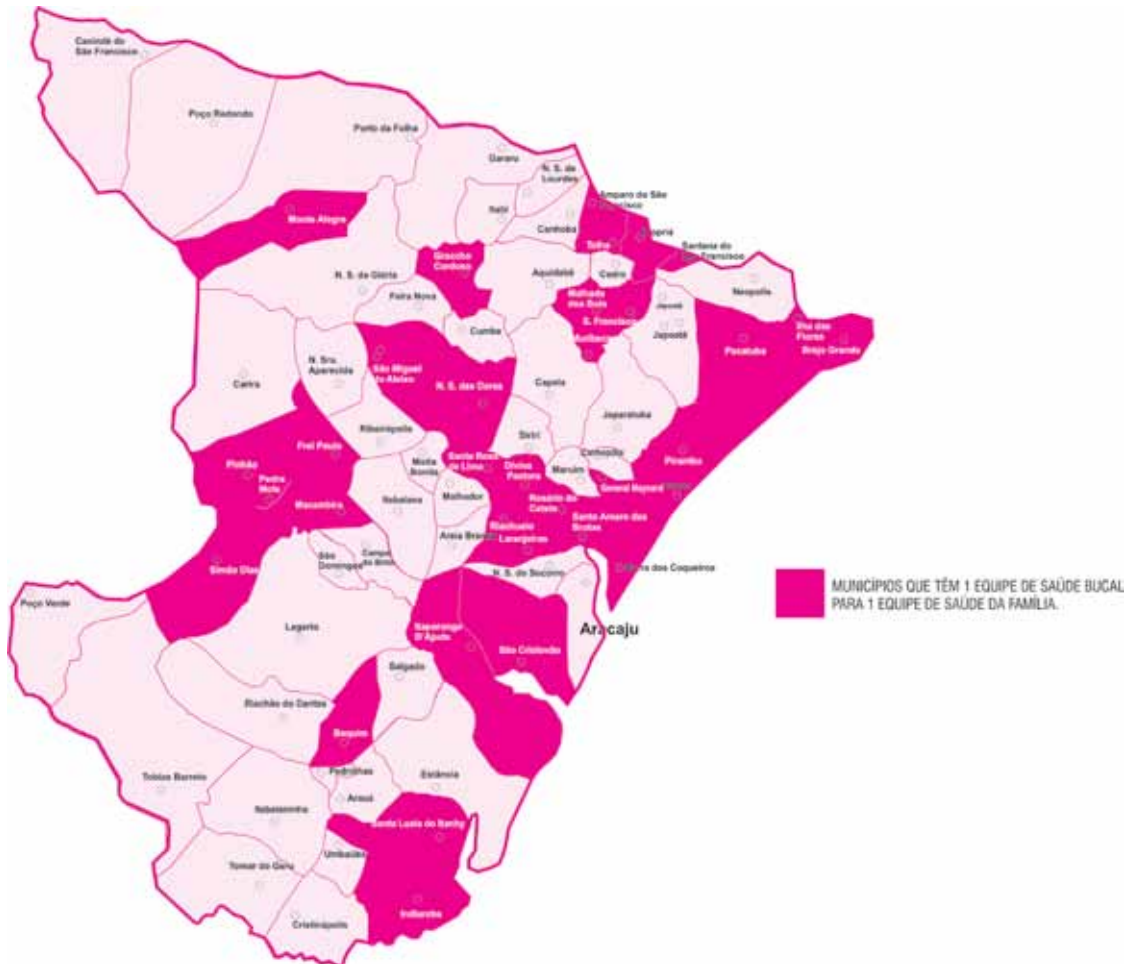 Canindé do
São Francisco
Poço Redondo
Porto da Folha
Gararu
N. S. de
Lourdes
Itabi
Canhoba
Amparo de São
Francisco
Telha
Propriá
Santana do
São Francisco
Cedro
Neopolis
Monte Alegre
Graccho
Cardoso
Aquidabã
N. S. da Glória
Feira Nova
Malhada
dos Bois
S. Francisco
Muribeca
Japoatã
Pacatuba
Ilha das
Flores
Brejo Grande
Cumbe
Carira
N. Sra.
Aparecida
São Miguel
do Aleixo
N. S. das Dores
Capela
Japaratuba
Ribeirópolis
Siriri
Frei Paulo
Pinhão
Pedra
Mole
Macambira
Moita
Bonita
Santa Rosa
de Lima
Divina
Pastora
Maruim
Carmópolis
General Maynard
Pirambu
Itabaiana
Malhador
Rosário do
Catete
Riachuelo
Laranjeiras
Santo Amaro das
Brotas
Areia Branca
Simão Dias
São
Domingos
Campo
do Brito
N. S. do Socorro
Barra dos Coqueiros
Poço Verde
Lagarto
Itaporanga
D'Ajuda
São Cristóvão
Aracaju
MUNICÍPIOS QUE TÊM 1 EQUIPE DE SAÚDE BUCAL
PARA 1 EQUIPE DE SAÚDE DA FAMÍLIA.
Salgado
Riachão do Dantas
Boquim
Tobias Barreto
Pedrinhas
Estância
Arauá
Itabaianinha
Santa Luzia do Itanhy
Umbaúba
Tomar do Geru
Cristinápolis
Indiaroba